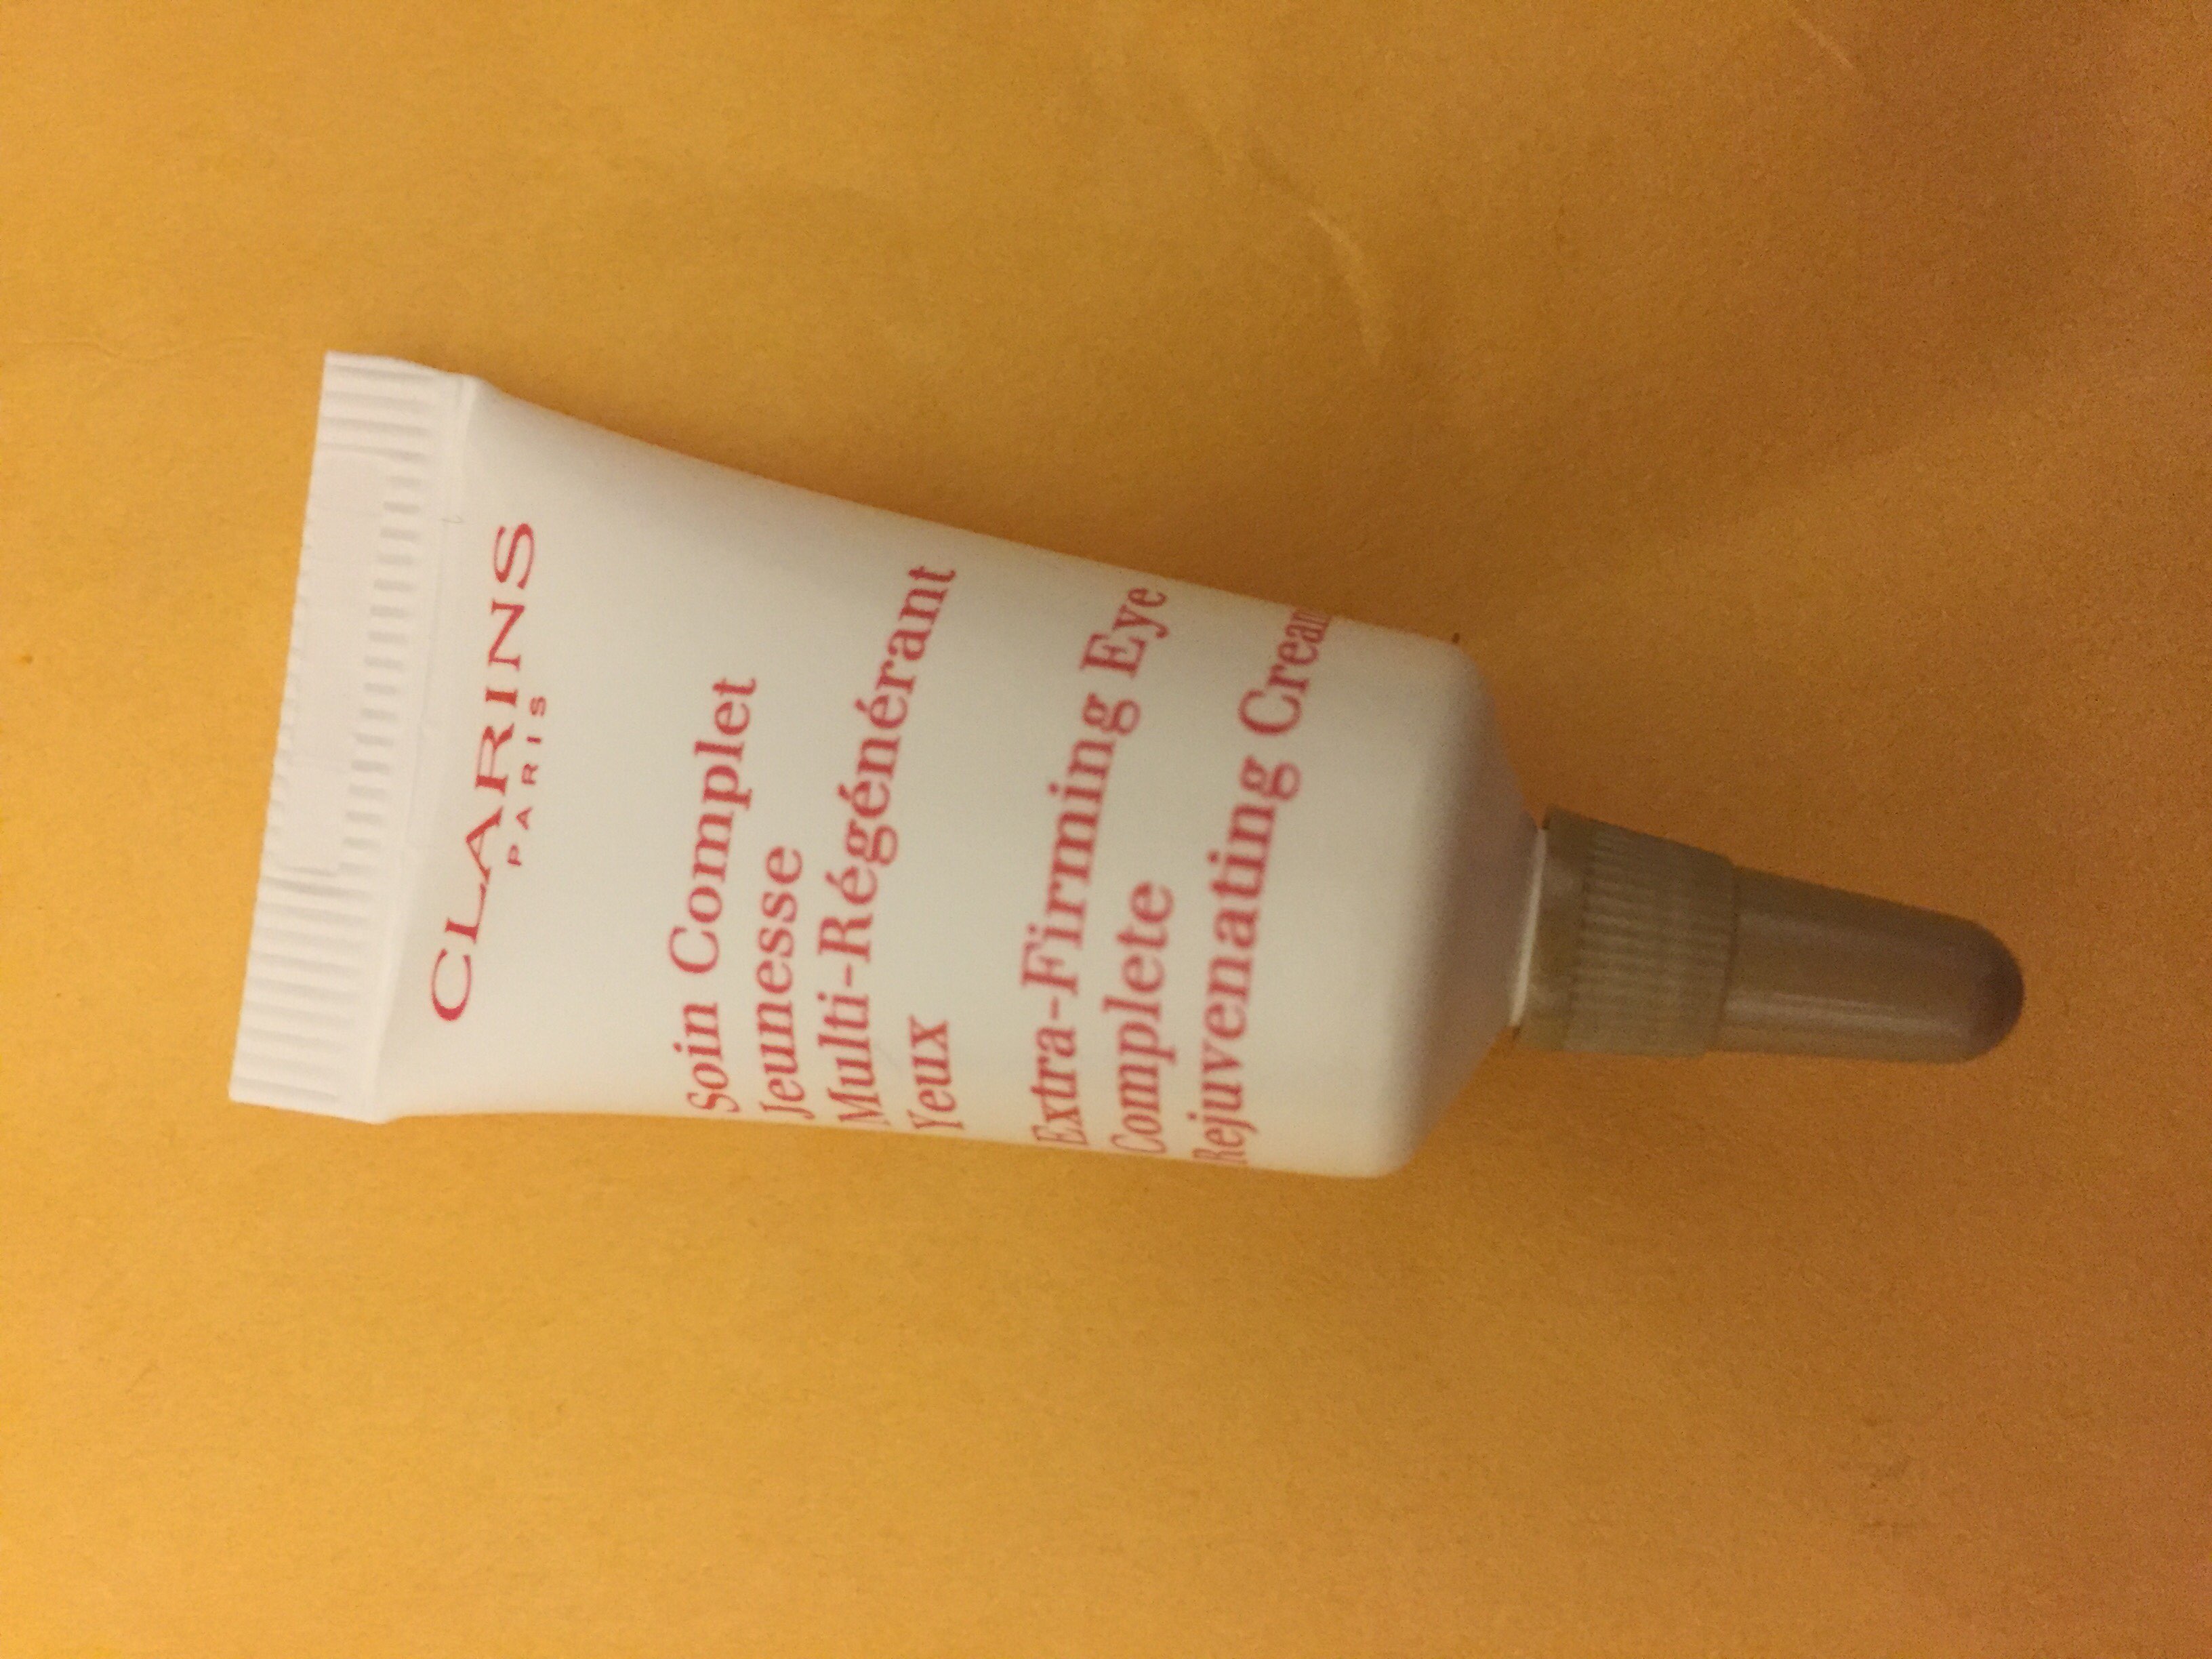 CLARINS
PARIS
Soin Complet
Jeunesse
Multi-Régénérant
Yeux
Extra-Firming Eye
Complete
Rejuvenating Cream